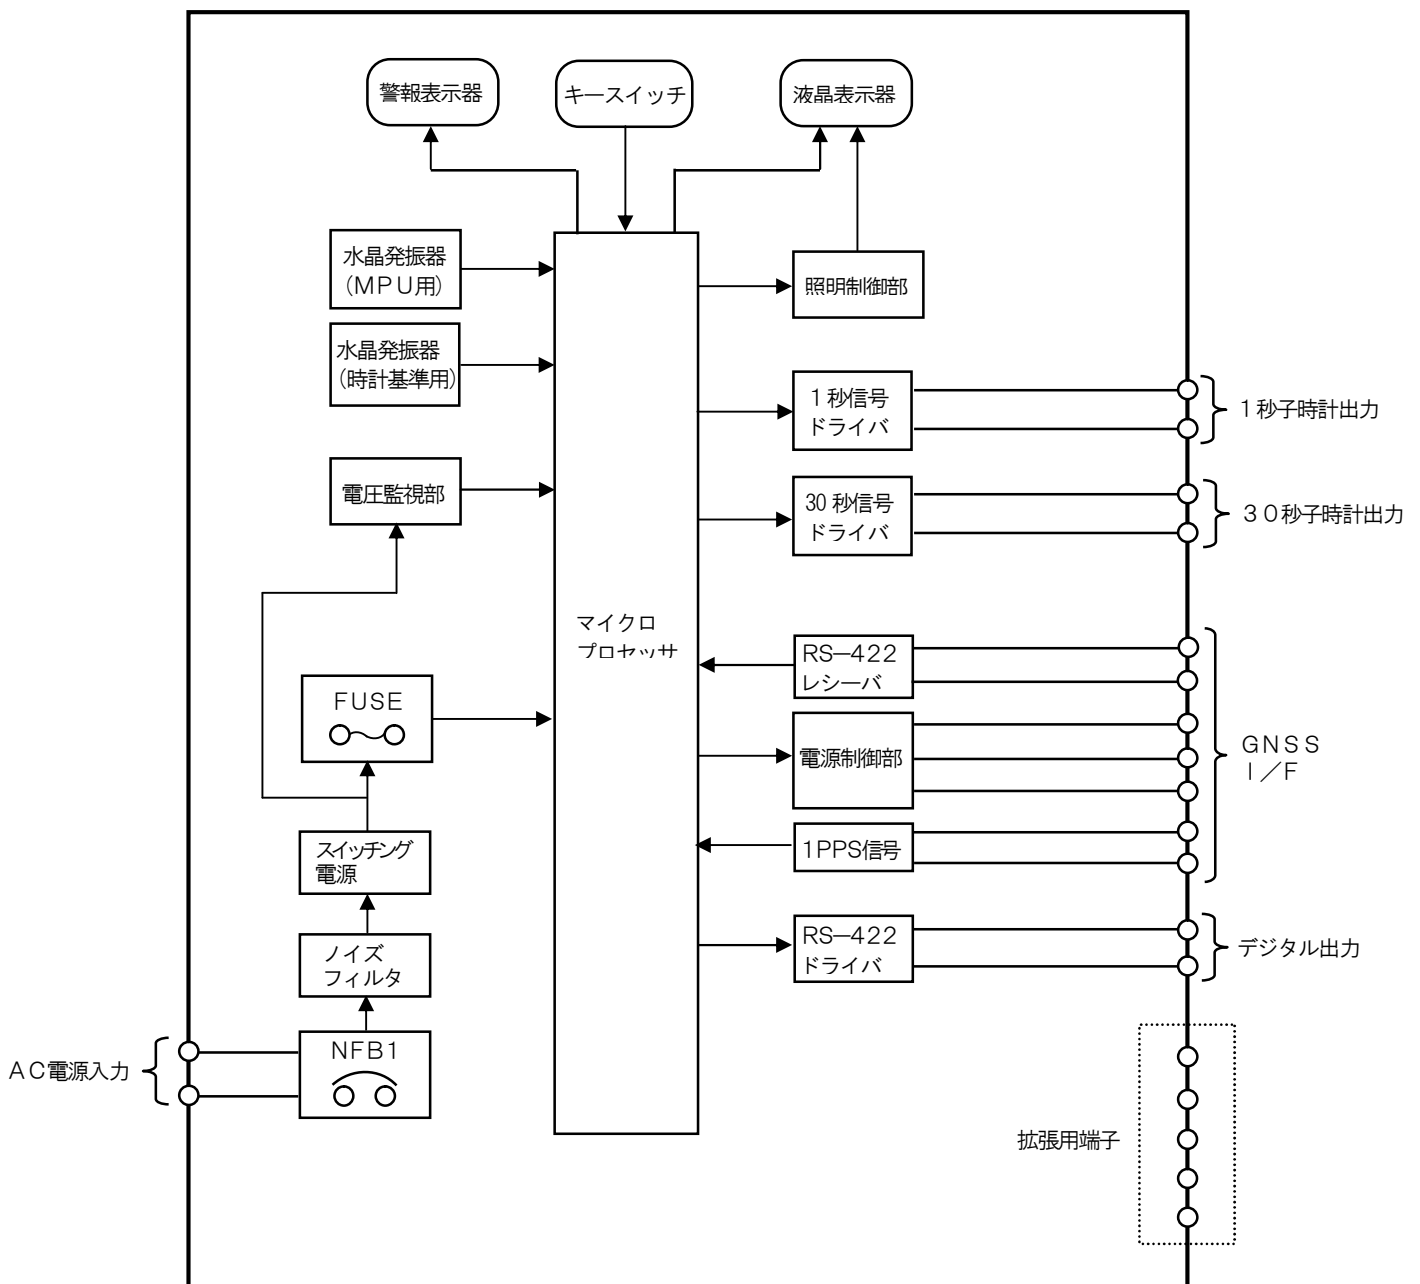 警報表示器
キースイッチ
液晶表示器
水晶発振器
(ＭＰＵ用)
照明制御部
水晶発振器
(時計基準用)
１秒信号
ドライバ
１秒子時計出力
電圧監視部
30 秒信号
ドライバ
３０秒子時計出力
マイクロ
プロセッサ
RS−422
レシーバ
FUSE
電源制御部
ＧＮＳＳ
Ｉ／F
スイッチング
電源
1PPS信号
ノイズ
フィルタ
RS−422
ドライバ
デジタル出力
NFB1
ＡＣ電源入力
拡張用端子